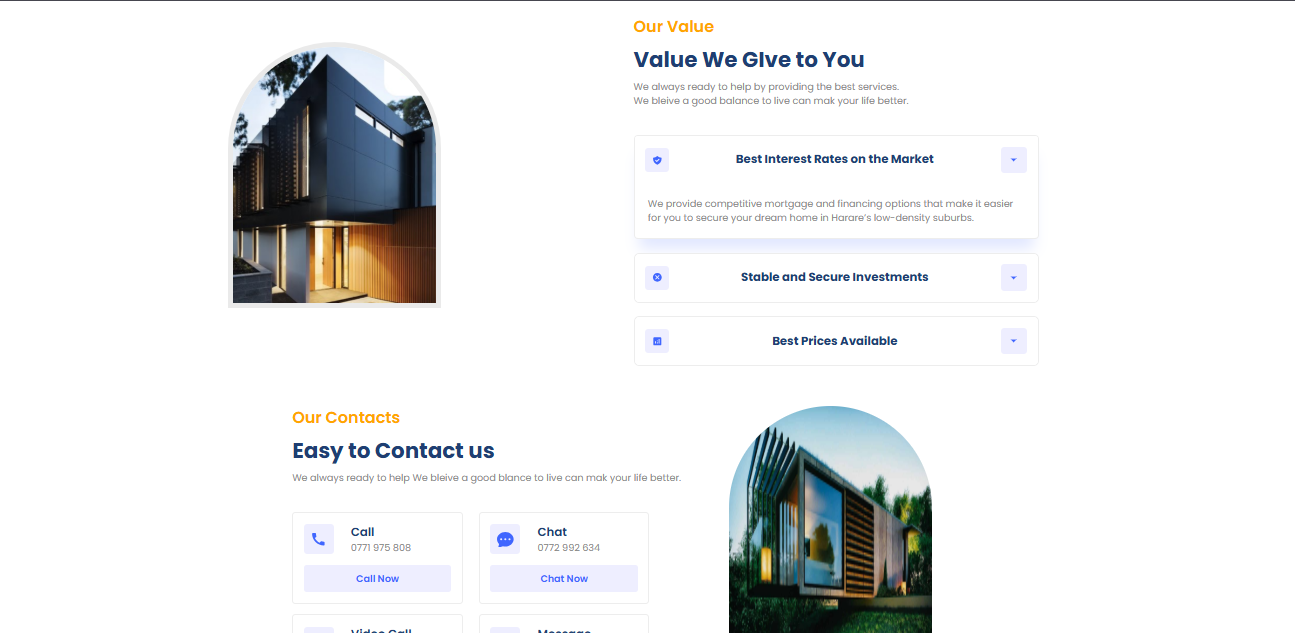 Our Value
Value We GIve to You
We always ready to help by providing the best services.
We bleive a good balance to live can mak your life better.
Best Interest Rates on the Market
We provide competitive mortgage and financing options that make it easier
for you to secure your dream home in Harare's low-density suburbs.
Stable and Secure Investments
Best Prices Available
Our Contacts
Easy to Contact us
We always ready to help We bleive a good blance to live can mak your life better.
Call
0771 975 808
Call Now
Chat
0772 992 634
Chat Now
Video Call
Message